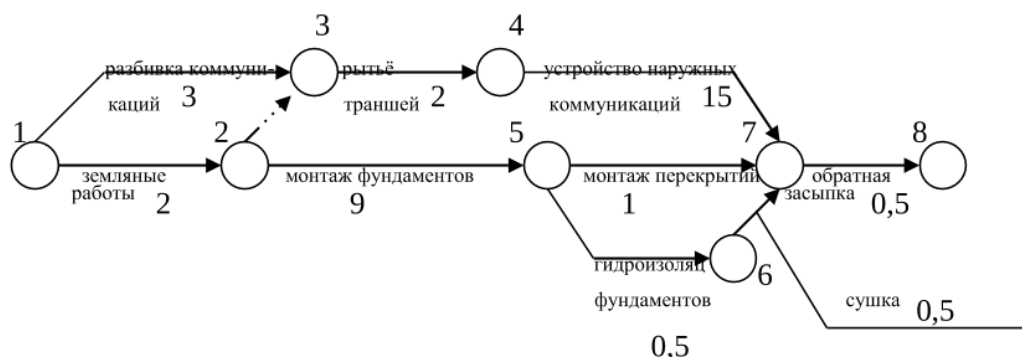 3
4
разбивка коммуни-
рытьё
устройство наружных
каций 3
траншей 2
коммуникаций 15
1
2
5
7
8
земляные
монтаж фундаментов
монтаж перекрытий
обратная
работы 2
9
1
засыпка 0,5
гидроизоляц
6
фундаментов
сушка 0,5
0,5